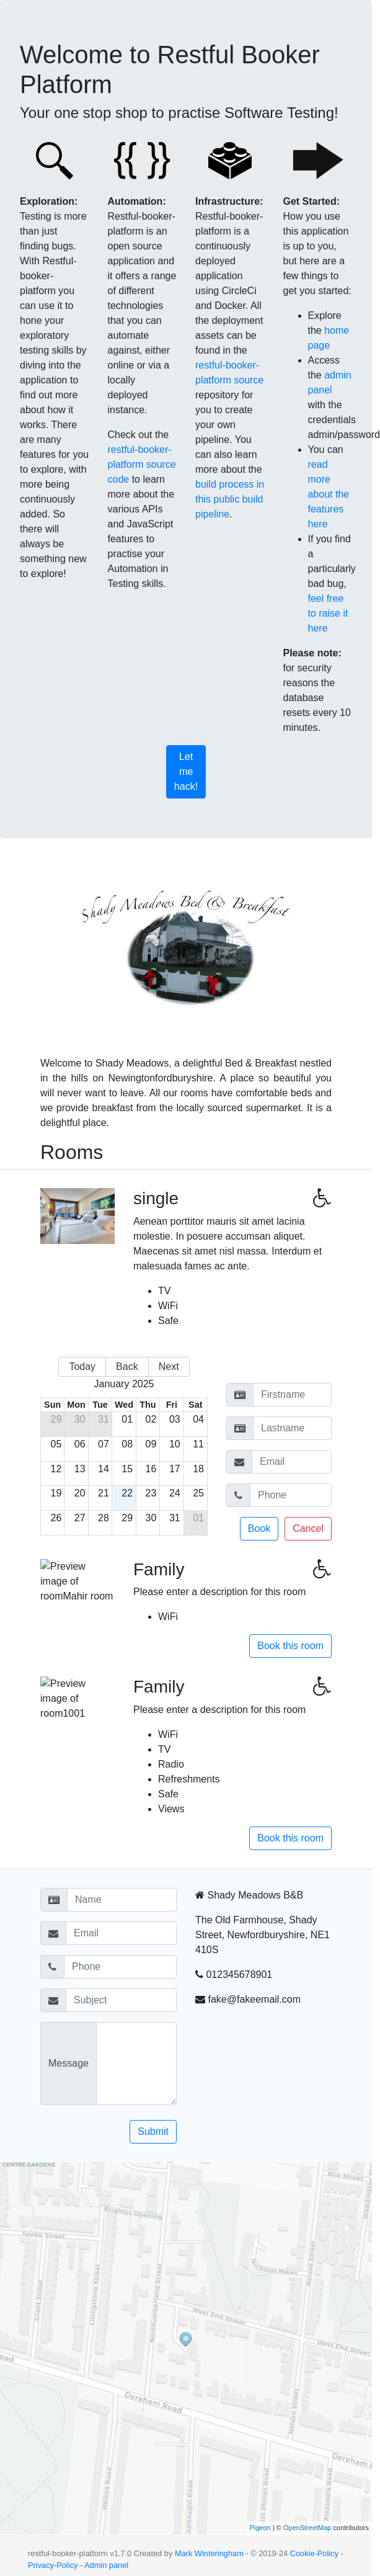 Welcome to Restful Booker
Platform
Your one stop shop to practise Software Testing!
Exploration:
Testing is more
than just
finding bugs.
With Restful-
booker-
platform you
can use it to
hone your
exploratory
testing skills by
diving into the
application to
find out more
about how it
works. There
are many
features for you
to explore, with
more being
continuously
added. So
there will
always be
something new
to explore!
Automation:
Restful-booker-
platform is an
open source
application and
it offers a range
of different
technologies
that you can
automate
against, either
online or via a
locally
deployed
instance.
Check out the
restful-booker-
platform source
code to learn
more about the
various APIs
and JavaScript
features to
practise your
Automation in
Testing skills.
Infrastructure:
Restful-booker-
platform is a
continuously
deployed
application
using CircleCi
and Docker. All
the deployment
assets can be
found in the
restful-booker-
platform source
repository for
you to create
your own
pipeline. You
can also learn
more about the
build process in
this public build
pipeline.
Get Started:
How you use
this application
is up to you,
but here are a
few things to
get you started:
Explore
the home
page
Access
the admin
panel
with the
credentials
admin/password
You can
read
more
about the
features
here
If you find
a
particularly
bad bug,
feel free
to raise it
here
Please note:
for security
reasons the
database
resets every 10
minutes.
Let
me
hack!
Shady Meadows Bed & Breakfast
Welcome to Shady Meadows, a delightful Bed & Breakfast nestled
in the hills on Newingtonfordburyshire. A place so beautiful you
will never want to leave. All our rooms have comfortable beds and
we provide breakfast from the locally sourced supermarket. It is a
delightful place.
Rooms
single
Aenean porttitor mauris sit amet lacinia
molestie. In posuere accumsan aliquet.
Maecenas sit amet nisl massa. Interdum et
malesuada fames ac ante.
TV
WiFi
Safe
Today Back Next
January 2025
Sun Mon Tue Wed Thu Fri Sat
29 30 31 01 02 03 04
05 06 07 08 09 10 11
12 13 14 15 16 17 18
19 20 21 22 23 24 25
26 27 28 29 30 31 01
Firstname
Lastname
Email
Phone
Book Cancel
Preview
image of
roomMahir room
Family
Please enter a description for this room
WiFi
Book this room
Preview
image of
room1001
Family
Please enter a description for this room
WiFi
TV
Radio
Refreshments
Safe
Views
Book this room
Name
Email
Phone
Subject
Message
Submit
Shady Meadows B&B
The Old Farmhouse, Shady
Street, Newfordburyshire, NE1
410S
012345678901
fake@fakeemail.com
CENTRE GARDENS
Nile Street
Brightys Opening
Speke Street
Nicholas Mews
Nelson Street
Grant Street
Livingstone Street
Northumberland Street
West End Street
West End Street
Dereham Road
Nelson Street
Dereham
Helena Road
Connaught Road
Alexandra Road
Pigeon | © OpenStreetMap contributors
restful-booker-platform v1.7.0 Created by Mark Winteringham - © 2019-24 Cookie-Policy -
Privacy-Policy - Admin panel